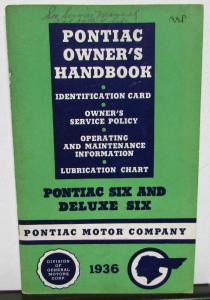 PONTIAC
OWNER'S
HANDBOOK
IDENTIFICATION CARD
OWNER'S
SERVICE POLICY
OPERATING
AND MAINTENANCE
INFORMATION
LUBRICATION CHART
PONTIAC SIX AND
DELUXE SIX
PONTIAC MOTOR COMPANY
DIVISION
OF
GENERAL
MOTORS
CORP.
1936